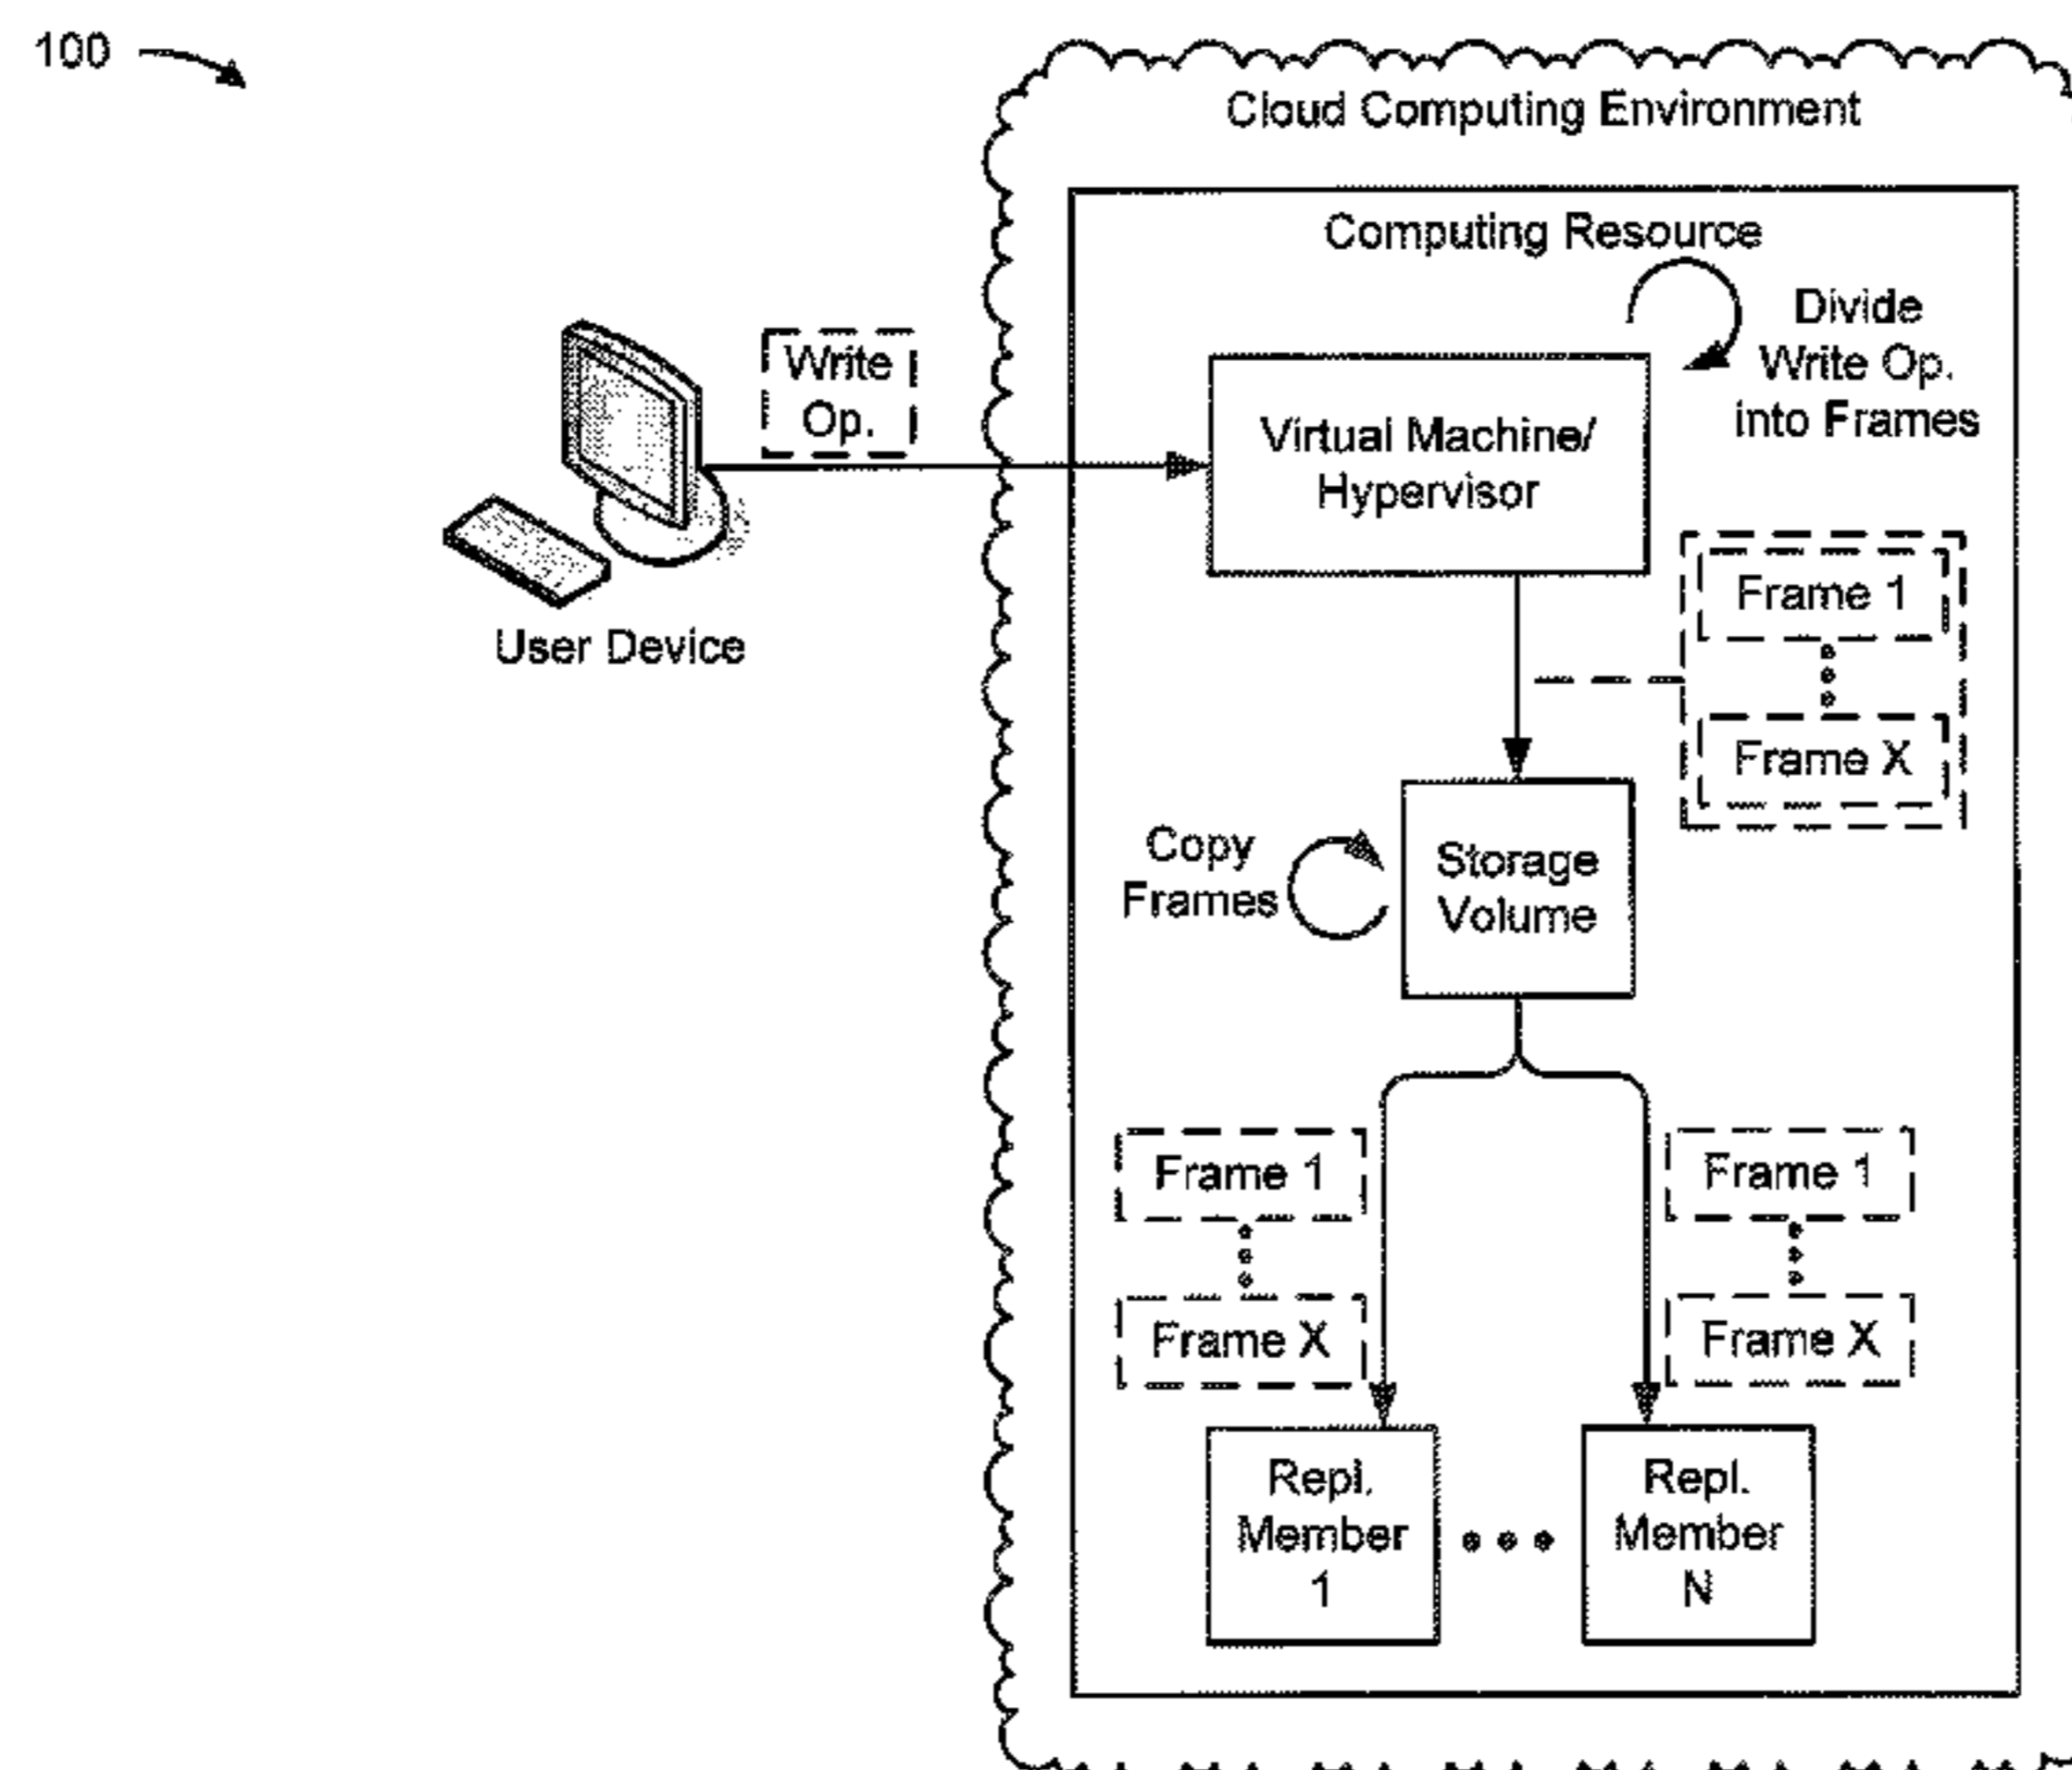 100
Cloud Computing Environment
Computing Resource
Divide
Write Op.
into Frames
Write
Op.
Virtual Machine/
Hypervisor
User Device
Frame 1
Frame X
Copy
Frames
Storage
Volume
Frame 1
Frame X
Frame 1
Frame X
Repl.
Member
1
Repl.
Member
N